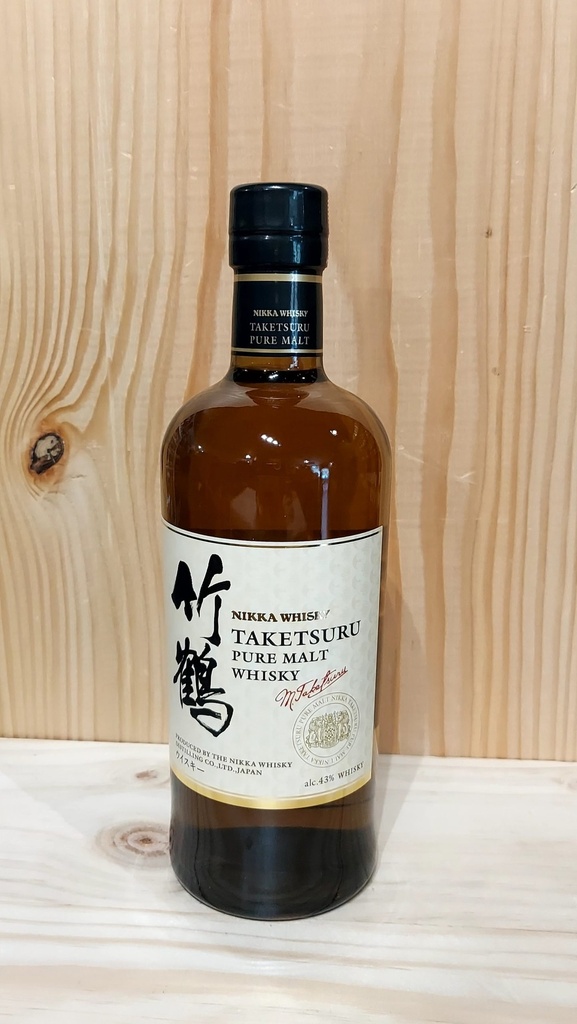 NIKKA WHISKY
TAKETSURU
PURE MALT
竹鶴
NIKKA WHISKY
TAKETSURU
PURE MALT
WHISKY
M. Taketsuru
PRODUCED BY THE NIKKA WHISKY
DISTILLING CO.,LTD.,JAPAN
ウイスキー
alc.43% WHISKY